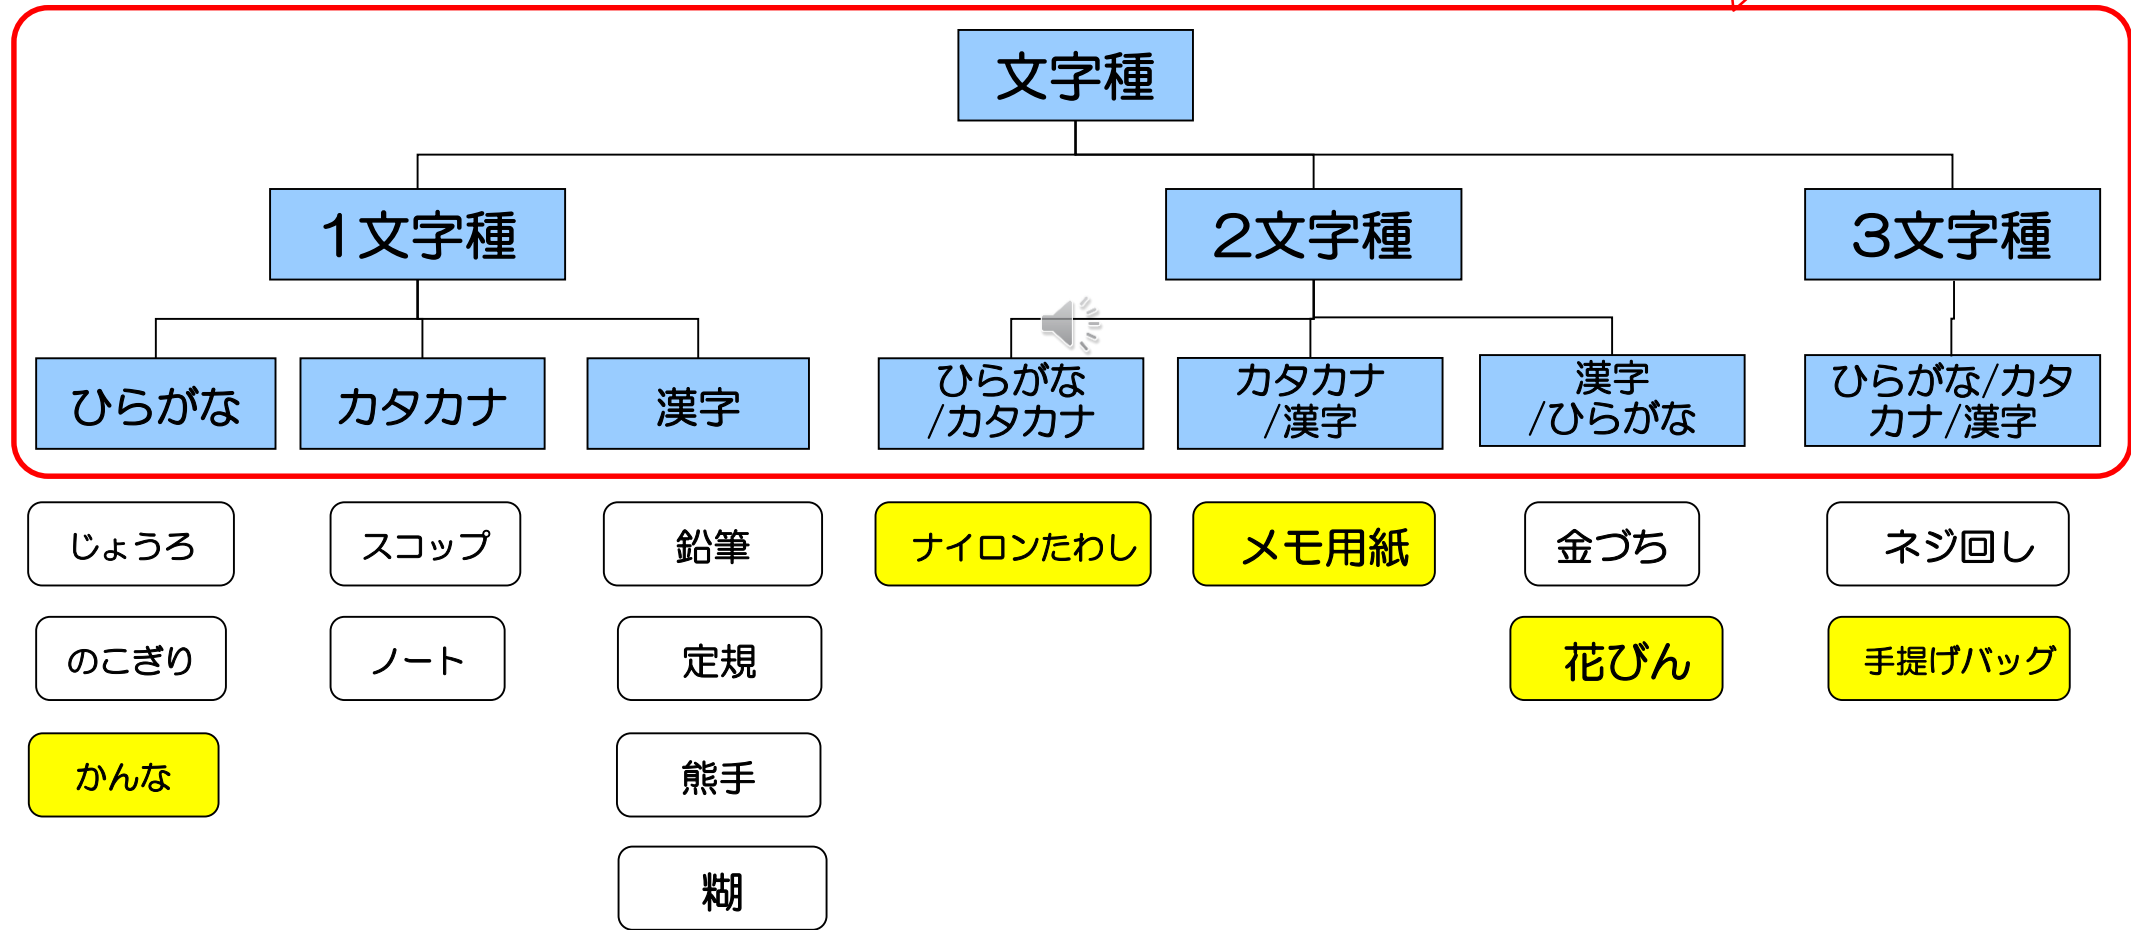 文字種
1文字種
2文字種
3文字種
ひらがな
カタカナ
漢字
ひらがな
/カタカナ
カタカナ
/漢字
漢字
/ひらがな
ひらがな/カタ
カナ/漢字
じょうろ
スコップ
鉛筆
ナイロンたわし
メモ用紙
金づち
ネジ回し
のこぎり
ノート
定規
花びん
手提げバッグ
かんな
熊手
糊